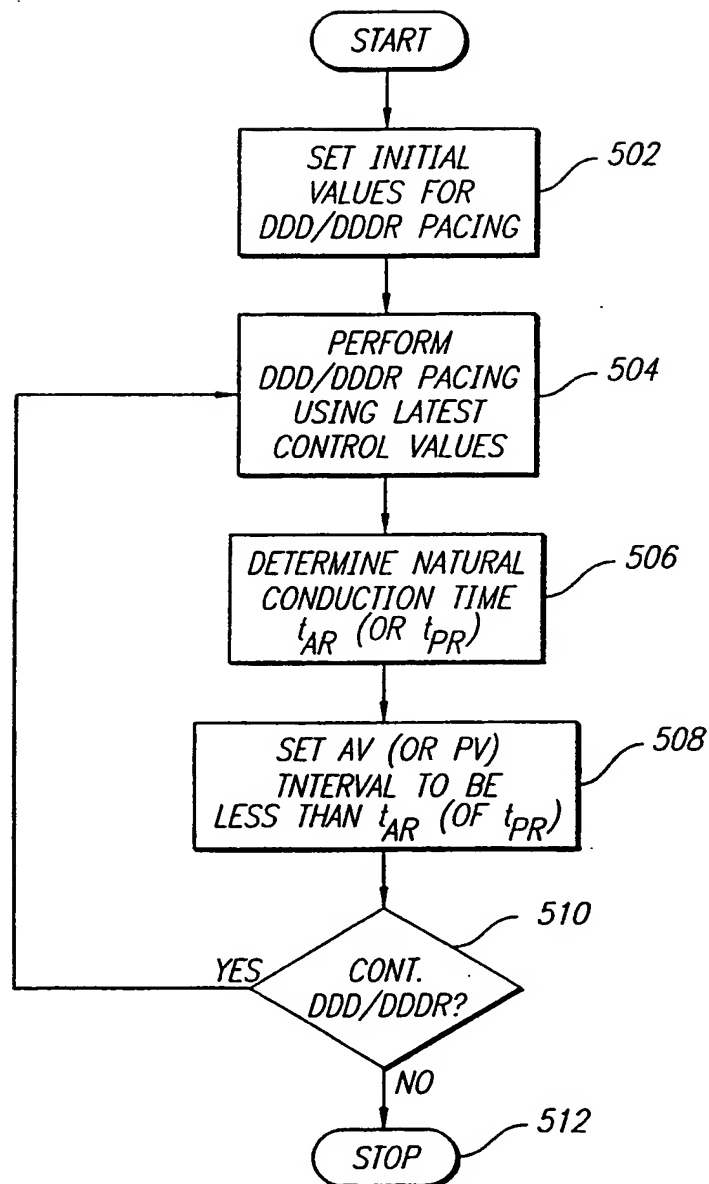 START
SET INITIAL
VALUES FOR
DDD/DDDR PACING
502
PERFORM
DDD/DDDR PACING
USING LATEST
CONTROL VALUES
504
DETERMINE NATURAL
CONDUCTION TIME
tAR (OR tPR)
506
SET AV (OR PV)
TNTERVAL TO BE
LESS THAN tAR (OF tPR)
508
YES
CONT.
DDD/DDDR?
510
NO
STOP
512